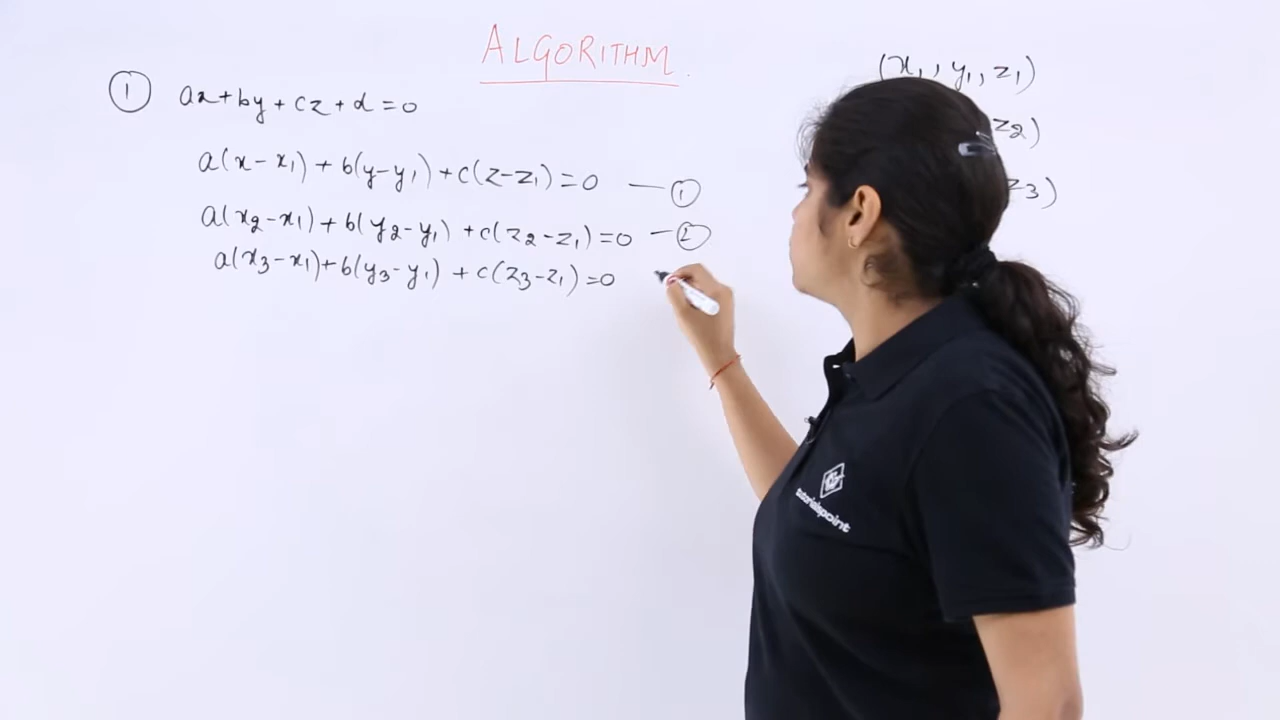 ALGORITHM.
(x₁, y₁, z₁)
① ax+by+cz+d=0
z2)
a(x-x₁)+b(y-y₁)+c(z-z₁)=0 — ①
z-3)
a(x2-x₁)+b(y2-y₁)+c(z2-z₁)=0 — ②
a(x3-x₁)+b(y3-y₁)+c(z3-z₁)=0
tutorialspoint